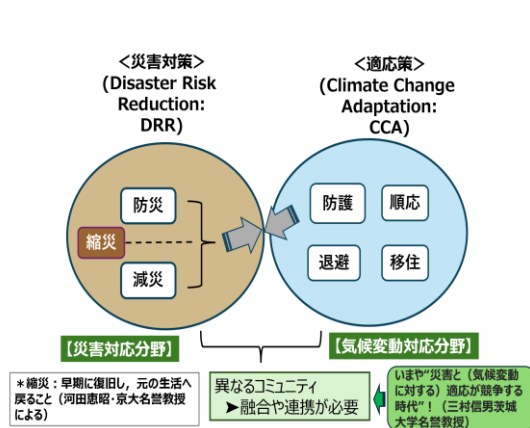 <災害対策>
(Disaster Risk
Reduction:
DRR)
<適応策>
(Climate Change
Adaptation:
CCA)
防災
縮災
減災
防護
順応
退避
移住
【災害対応分野】
【気候変動対応分野】
*縮災:早期に復旧し,元の生活へ
戻ること(河田恵昭・京大名誉教授
による)
異なるコミュニティ
➤融合や連携が必要
いまや“災害と(気候変動
に対する)適応が競争する
時代”!(三村信男茨城
大学名誉教授)